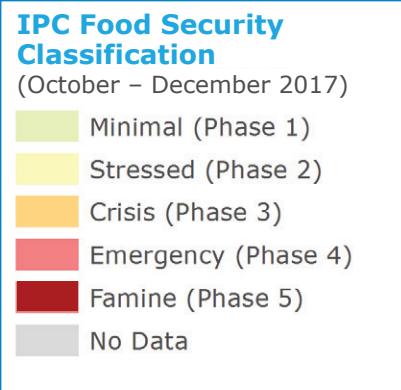 IPC Food Security
Classification
(October – December 2017)
Minimal (Phase 1)
Stressed (Phase 2)
Crisis (Phase 3)
Emergency (Phase 4)
Famine (Phase 5)
No Data